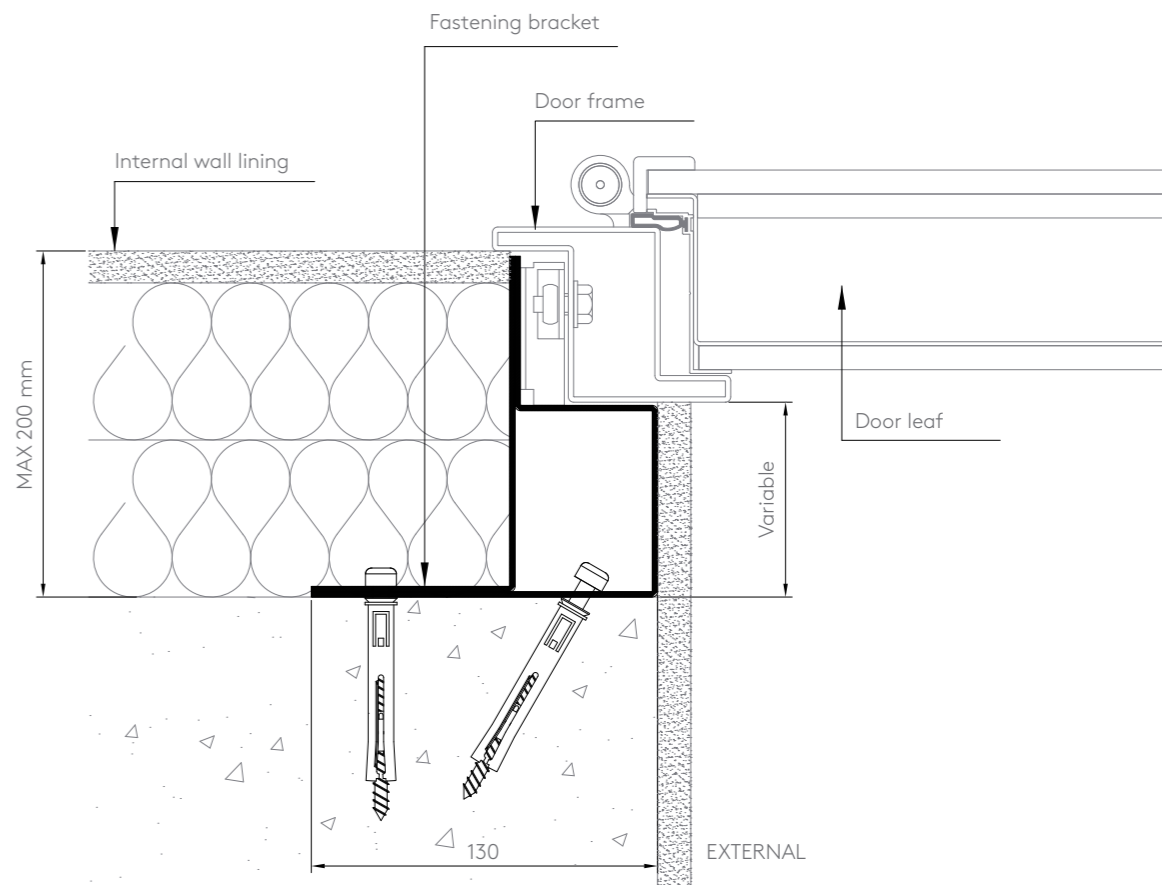 Fastening bracket
Door frame
Internal wall lining
MAX 200 mm
Door leaf
Variable
130
EXTERNAL